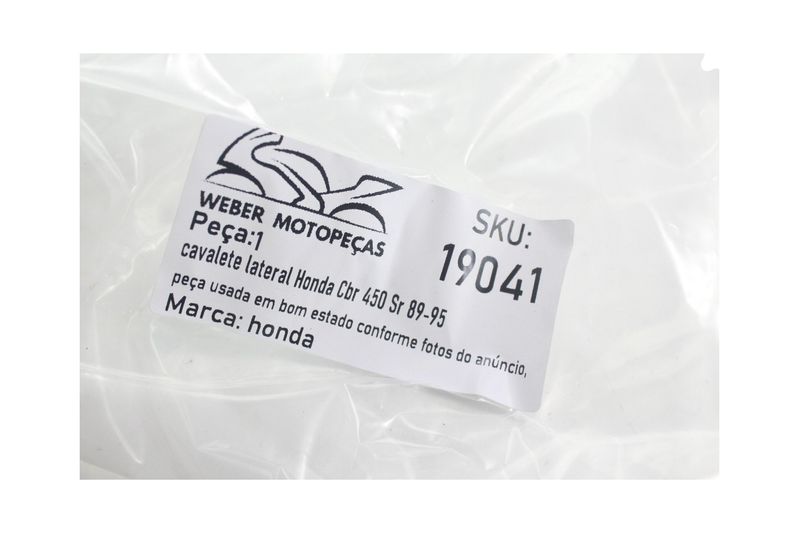 WEBER MOTOPEÇAS
SKU:
19041
Peça:1
cavalete lateral Honda Cbr 450 Sr 89-95
peça usada em bom estado conforme fotos do anúncio,
Marca: honda